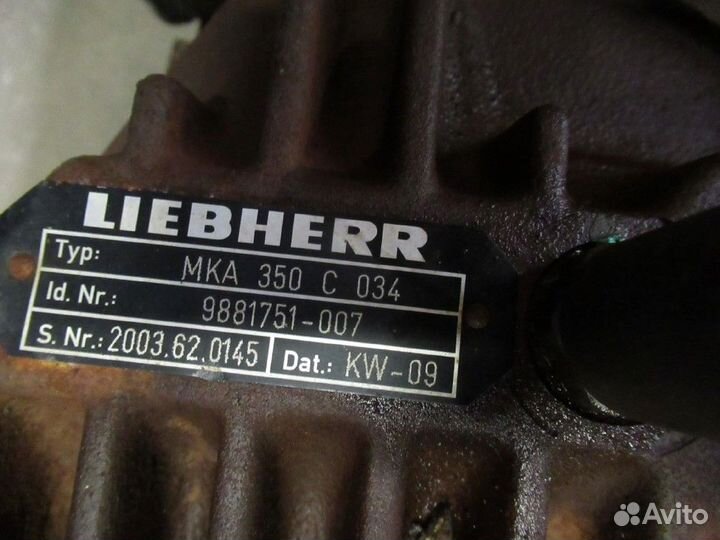 LIEBHERR
Typ: MKA 350 C 034
Id. Nr.: 9881751-007
S. Nr.: 2003.62.0145 Dat.: KW-09
Avito